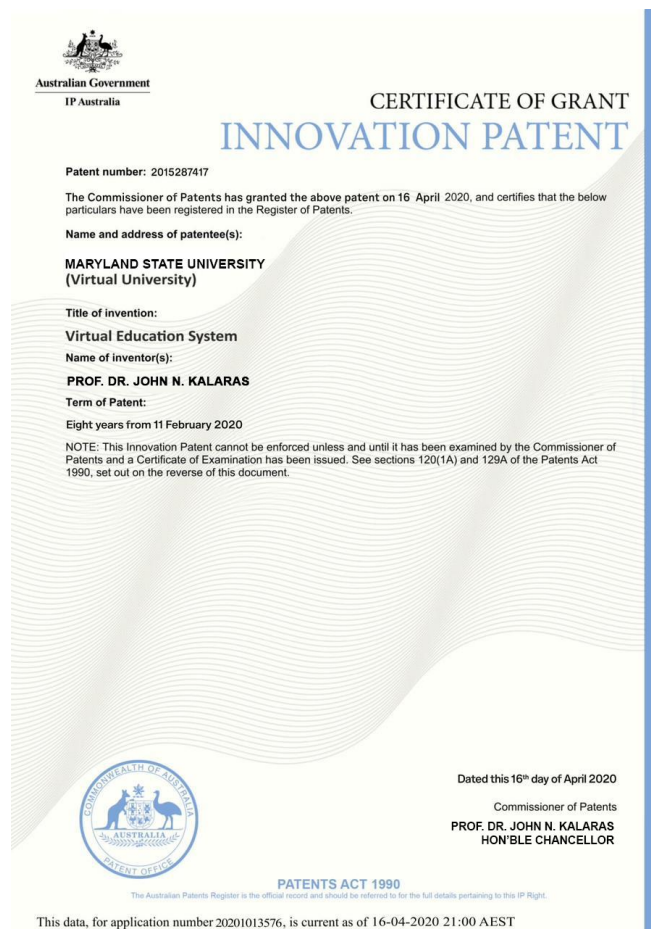 Australian Government
IP Australia
CERTIFICATE OF GRANT
INNOVATION PATENT
Patent number: 2015287417
The Commissioner of Patents has granted the above patent on 16 April 2020, and certifies that the below
particulars have been registered in the Register of Patents.
Name and address of patentee(s):
MARYLAND STATE UNIVERSITY
(Virtual University)
Title of invention:
Virtual Education System
Name of inventor(s):
PROF. DR. JOHN N. KALARAS
Term of Patent:
Eight years from 11 February 2020
NOTE: This Innovation Patent cannot be enforced unless and until it has been examined by the Commissioner of
Patents and a Certificate of Examination has been issued. See sections 120(1A) and 129A of the Patents Act
1990, set out on the reverse of this document.
COMMONWEALTH OF AUSTRALIA
AUSTRALIA
PATENT OFFICE
Dated this 16th day of April 2020
Commissioner of Patents
PROF. DR. JOHN N. KALARAS
HON'BLE CHANCELLOR
PATENTS ACT 1990
The Australian Patents Register is the official record and should be referred to for the full details pertaining to this IP Right.
This data, for application number 20201013576, is current as of 16-04-2020 21:00 AEST